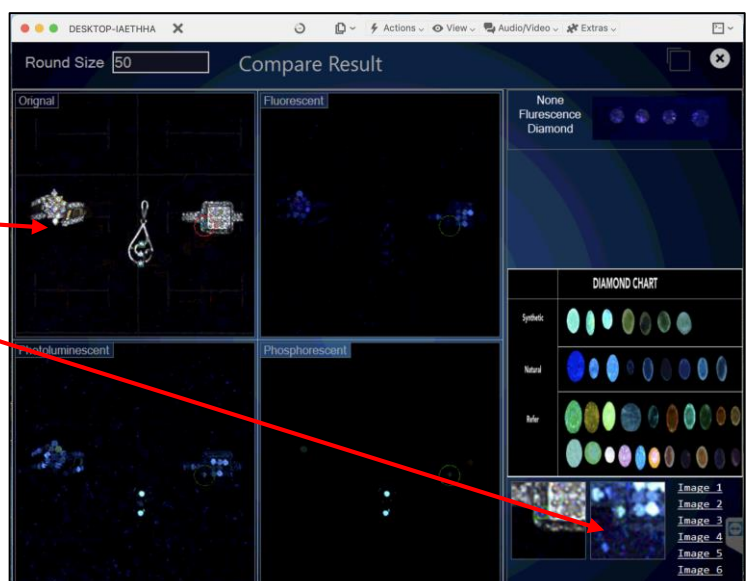 DESKTOP-IAETHHA
Actions
View
Audio/Video
Extras
Round Size 50
Compare Result
Orignal
Fluorescent
None
Flurescence
Diamond
DIAMOND CHART
Synthetic
Natural
Refer
Photoluminescent
Phosphorescent
Image 1
Image 2
Image 3
Image 4
Image 5
Image 6